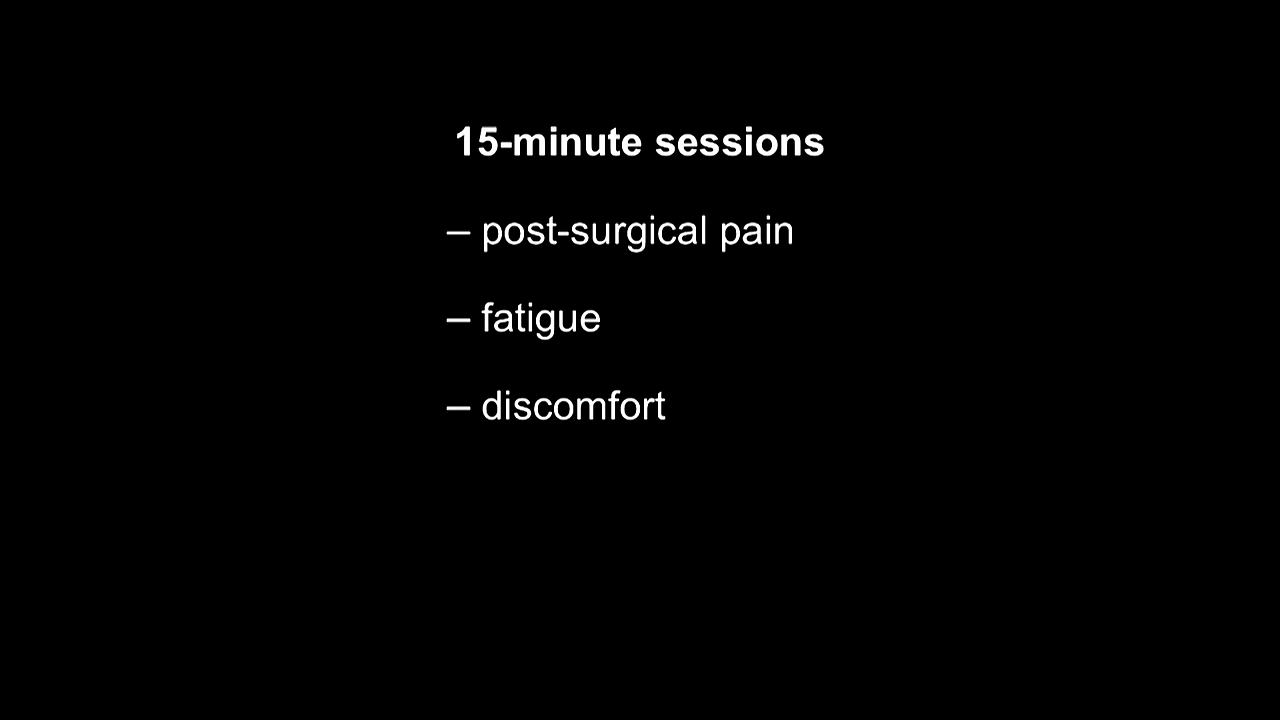 15-minute sessions
– post-surgical pain
– fatigue
– discomfort